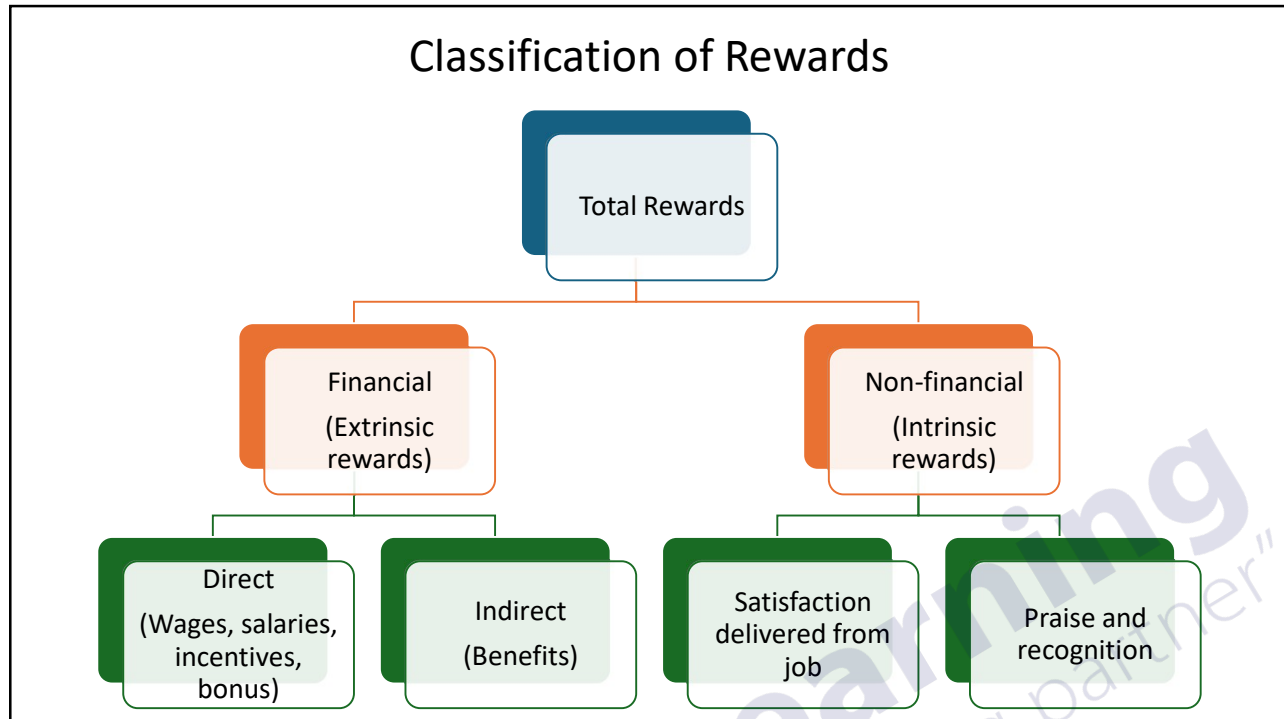 Classification of Rewards
Total Rewards
Financial
(Extrinsic
rewards)
Non-financial
(Intrinsic
rewards)
Direct
(Wages, salaries,
incentives,
bonus)
Indirect
(Benefits)
Satisfaction
delivered from
job
Praise and
recognition
partner”